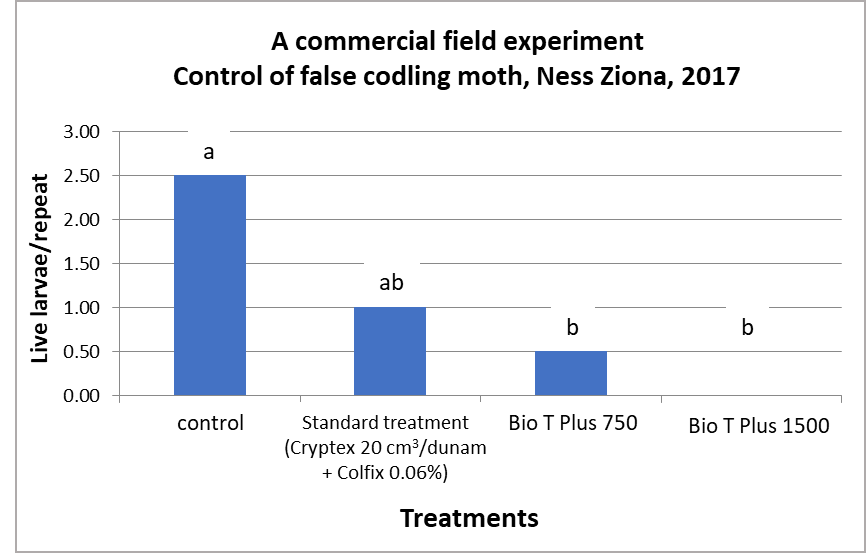 A commercial field experiment
Control of false codling moth, Ness Ziona, 2017
3.00
2.50
2.00
1.50
1.00
0.50
0.00
Live larvae/repeat
a
ab
b
b
control
Standard treatment
(Cryptex 20 cm³/dunam
+ Colfix 0.06%)
Bio T Plus 750
Bio T Plus 1500
Treatments